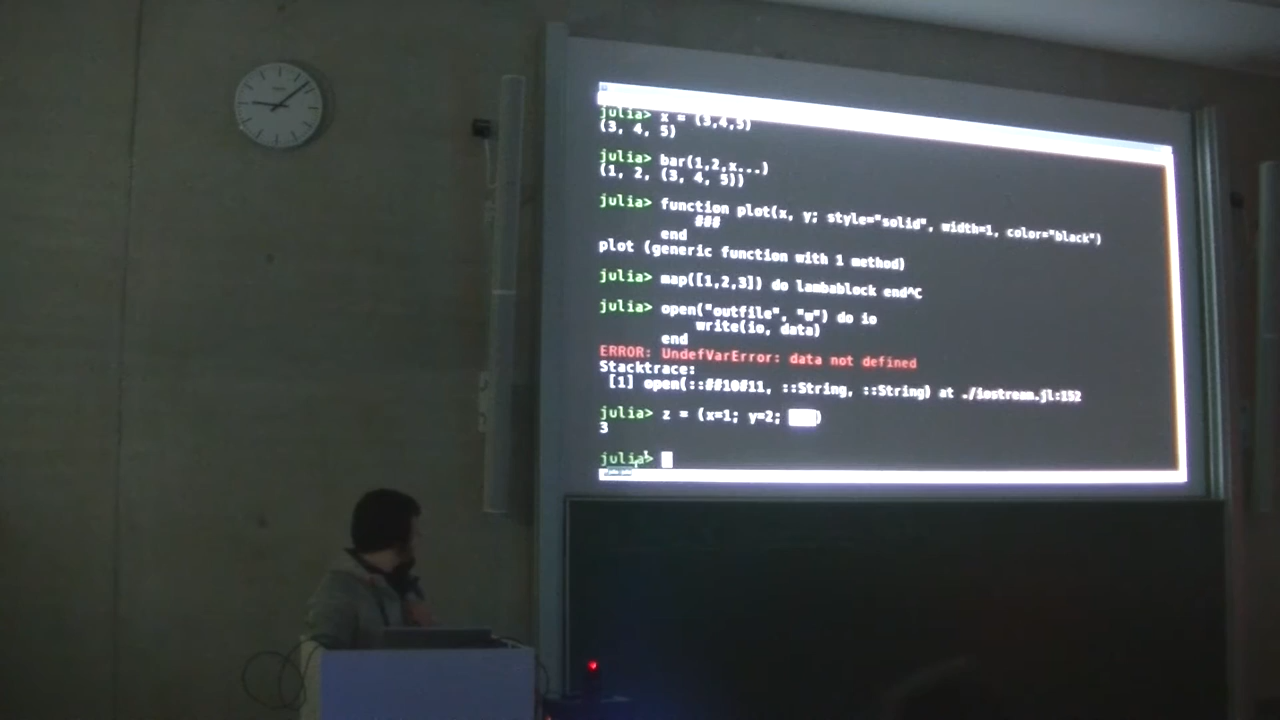 julia> x = (3,4,5)
(3, 4, 5)
julia> bar(1,2,x...)
(1, 2, (3, 4, 5))
julia> function plot(x, y; style="solid", width=1, color="black")
###
end
plot (generic function with 1 method)
julia> map([1,2,3]) do lambablock end^C
julia> open("outfile", "w") do io
write(io, data)
end
ERROR: UndefVarError: data not defined
Stacktrace:
[1] open(::##10#11, ::String, ::String) at ./iostream.jl:152
julia> z = (x=1; y=2; )
3
julia>